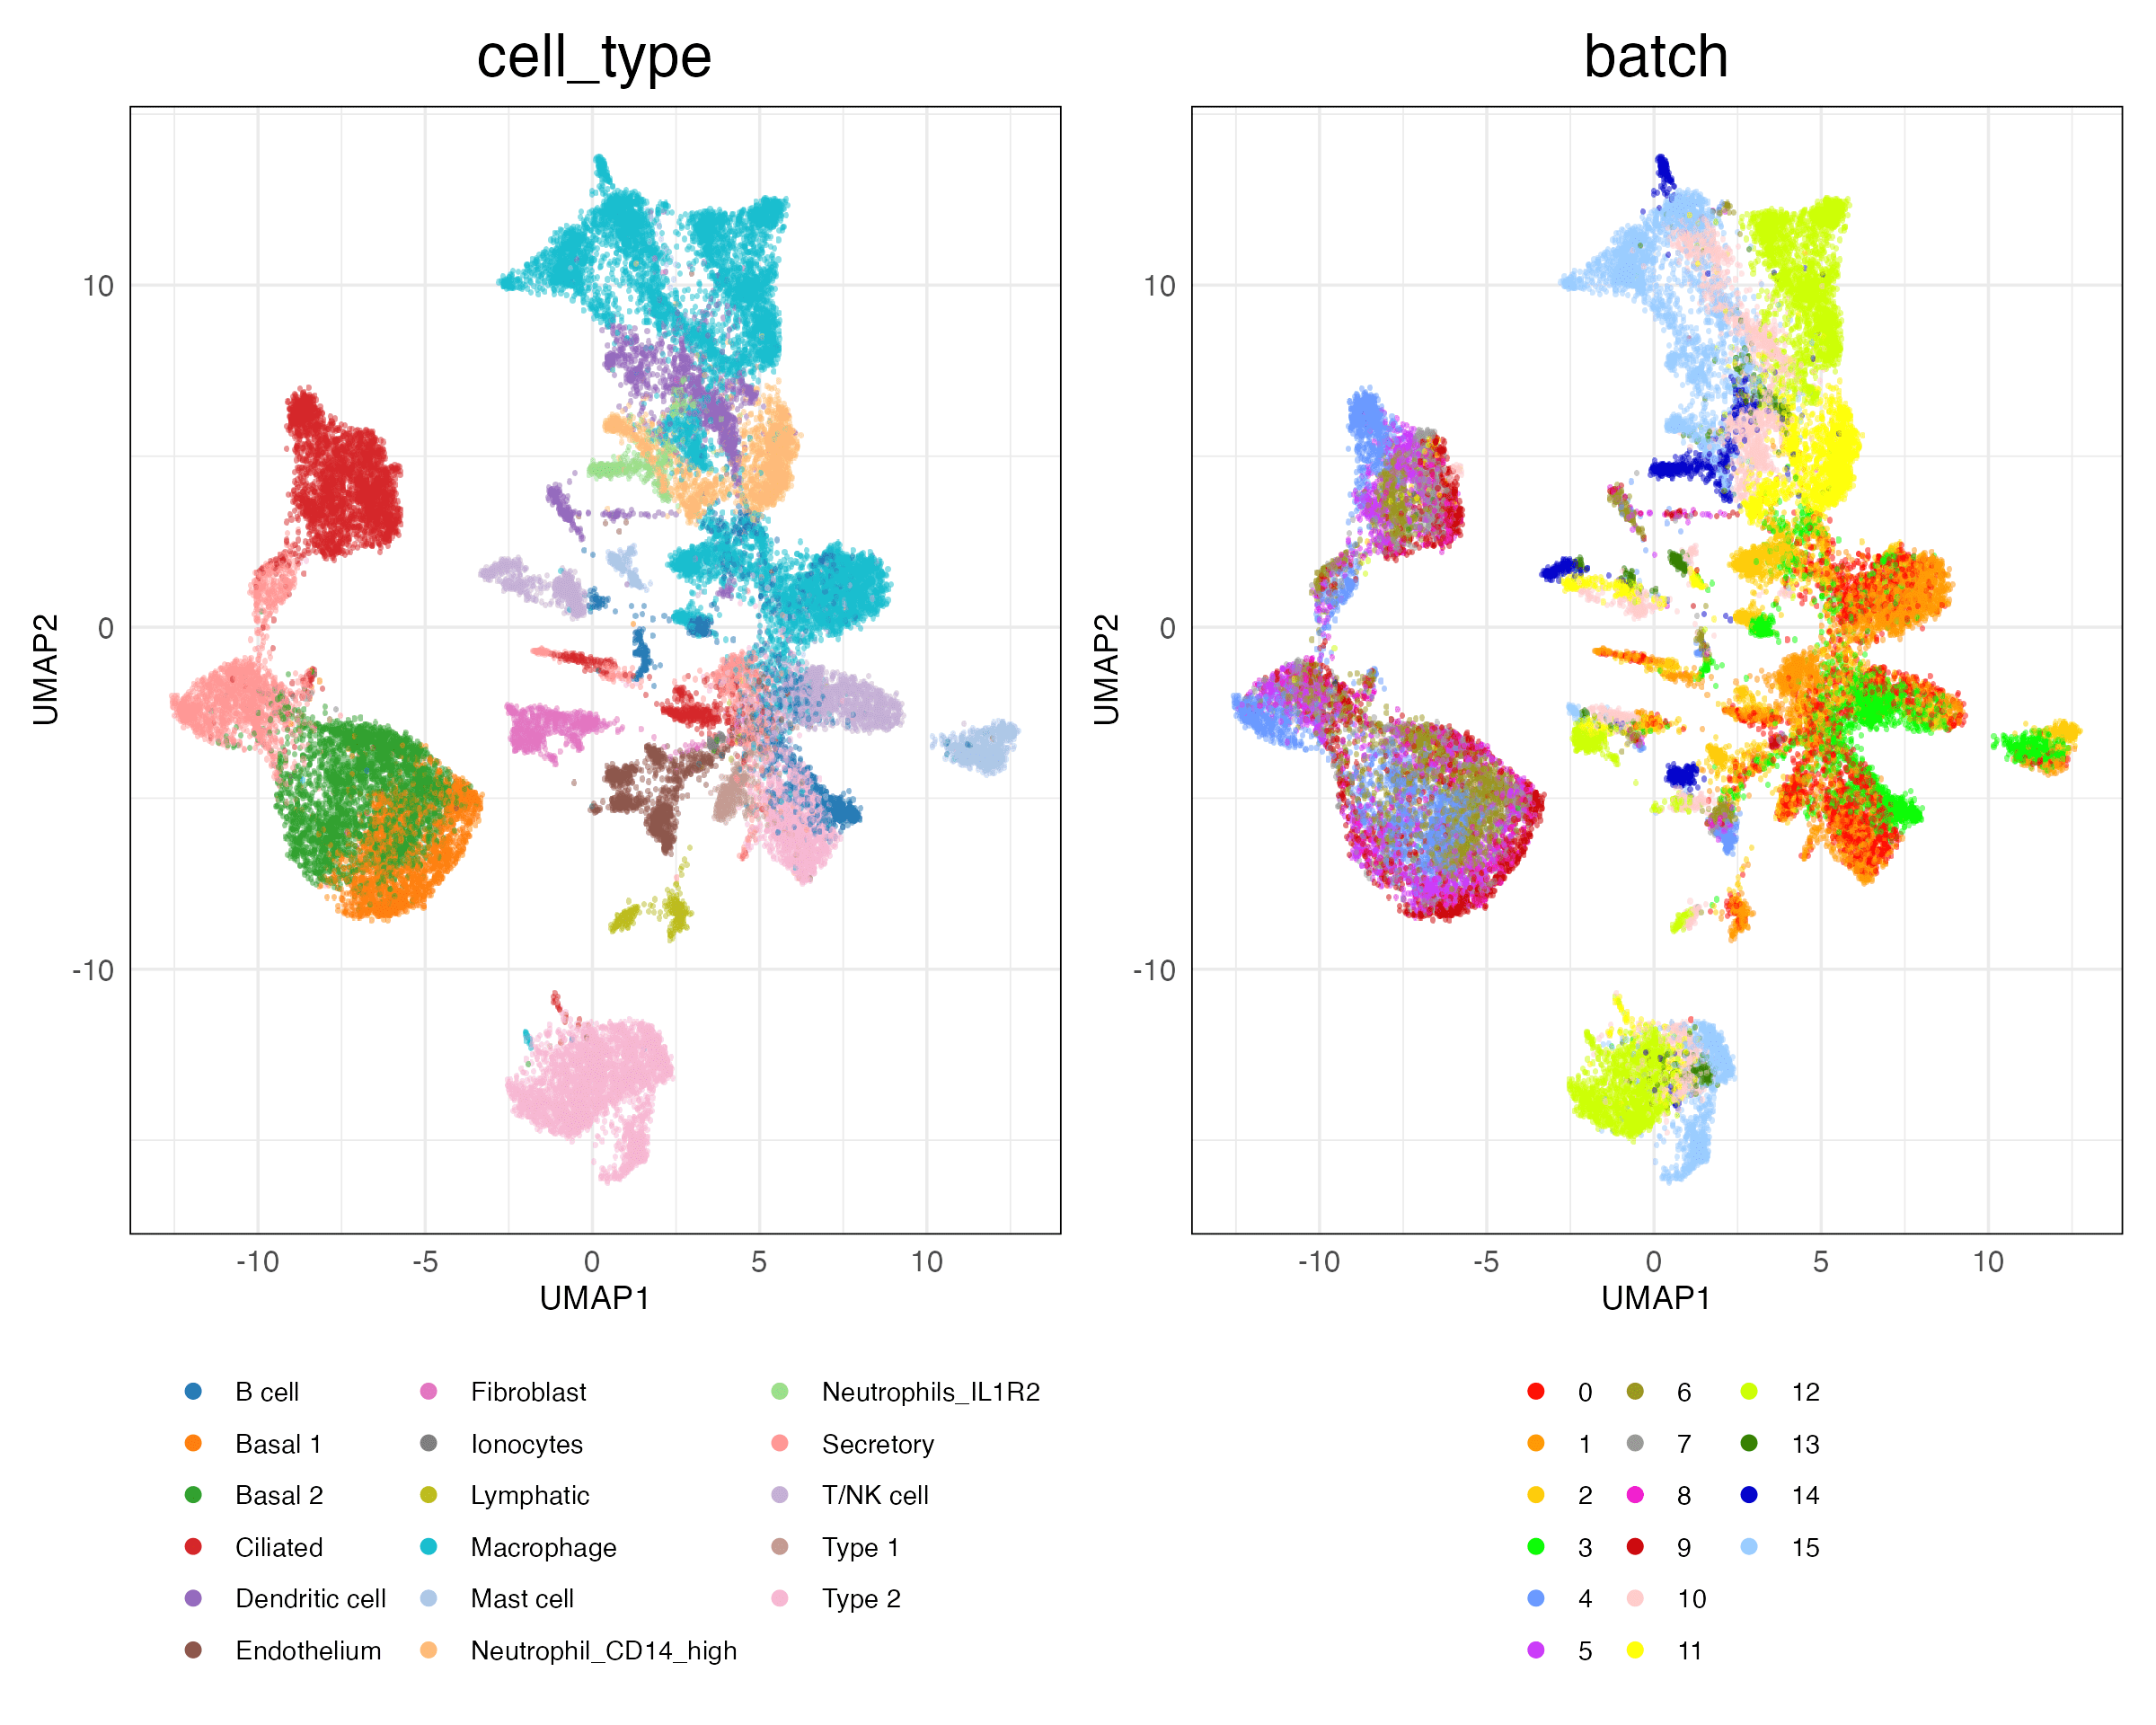 cell_type
batch
UMAP2
10
0
-10
-10
-5
0
5
10
UMAP1
UMAP2
10
0
-10
-10
-5
0
5
10
UMAP1
B cell
Basal 1
Basal 2
Ciliated
Dendritic cell
Endothelium
Fibroblast
Ionocytes
Lymphatic
Macrophage
Mast cell
Neutrophil_CD14_high
Neutrophils_IL1R2
Secretory
T/NK cell
Type 1
Type 2
0
1
2
3
4
5
6
7
8
9
10
11
12
13
14
15